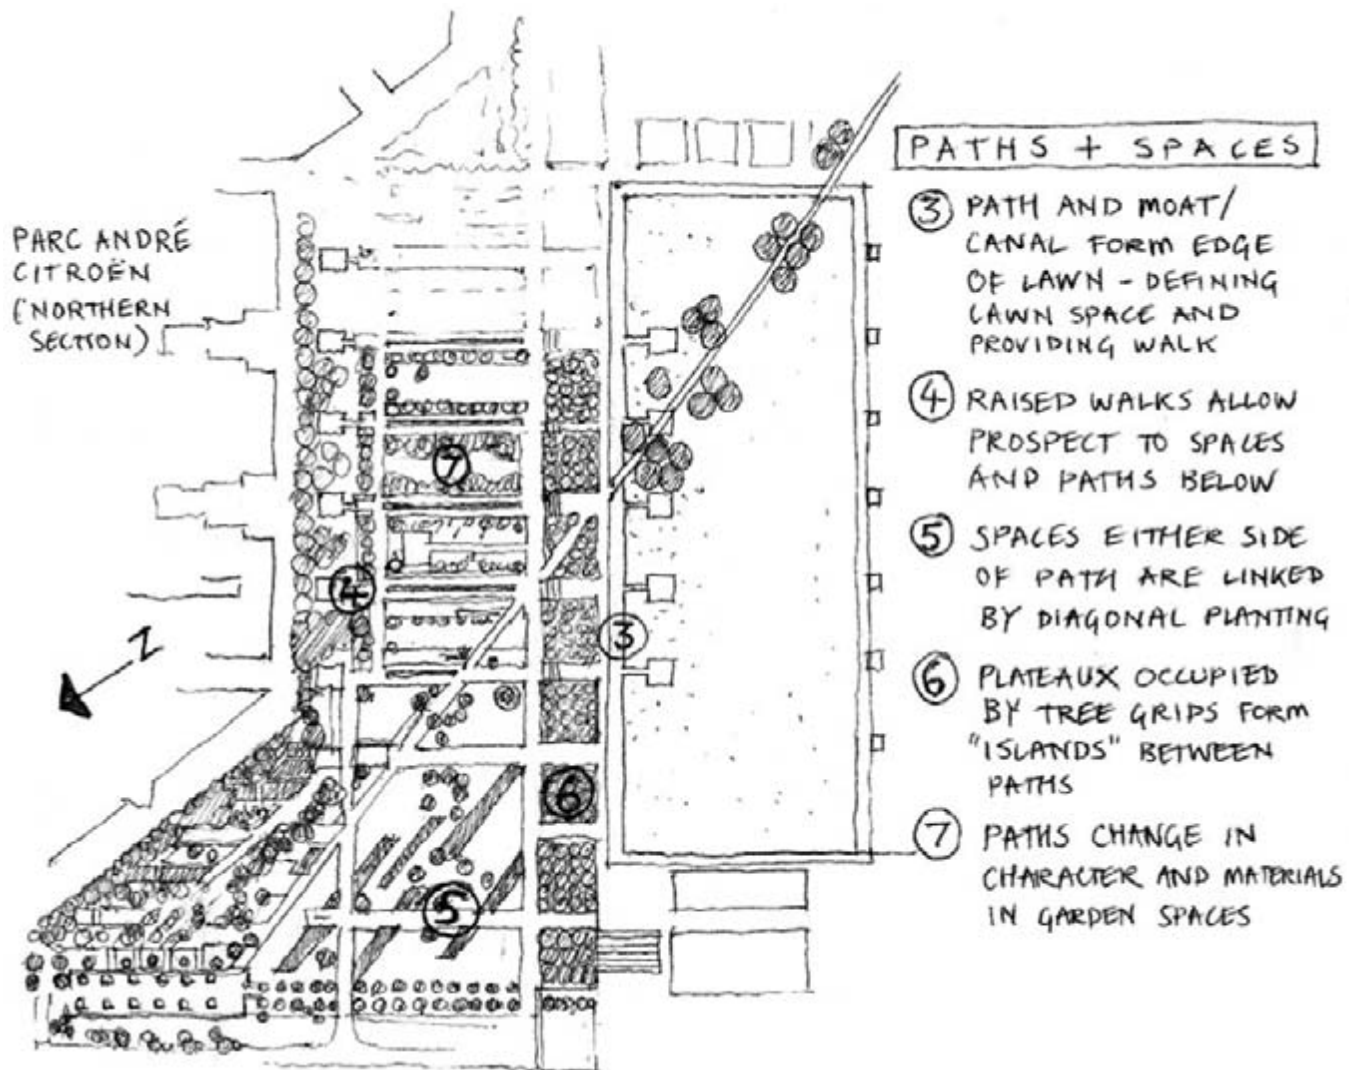 PARC ANDRÉ
CITROËN
(NORTHERN
SECTION)
N
7
4
3
6
5
PATHS + SPACES
3 PATH AND MOAT/
CANAL FORM EDGE
OF LAWN - DEFINING
LAWN SPACE AND
PROVIDING WALK
4 RAISED WALKS ALLOW
PROSPECT TO SPACES
AND PATHS BELOW
5 SPACES EITHER SIDE
OF PATH ARE LINKED
BY DIAGONAL PLANTING
6 PLATEAUX OCCUPIED
BY TREE GRIDS FORM
"ISLANDS" BETWEEN
PATHS
7 PATHS CHANGE IN
CHARACTER AND MATERIALS
IN GARDEN SPACES